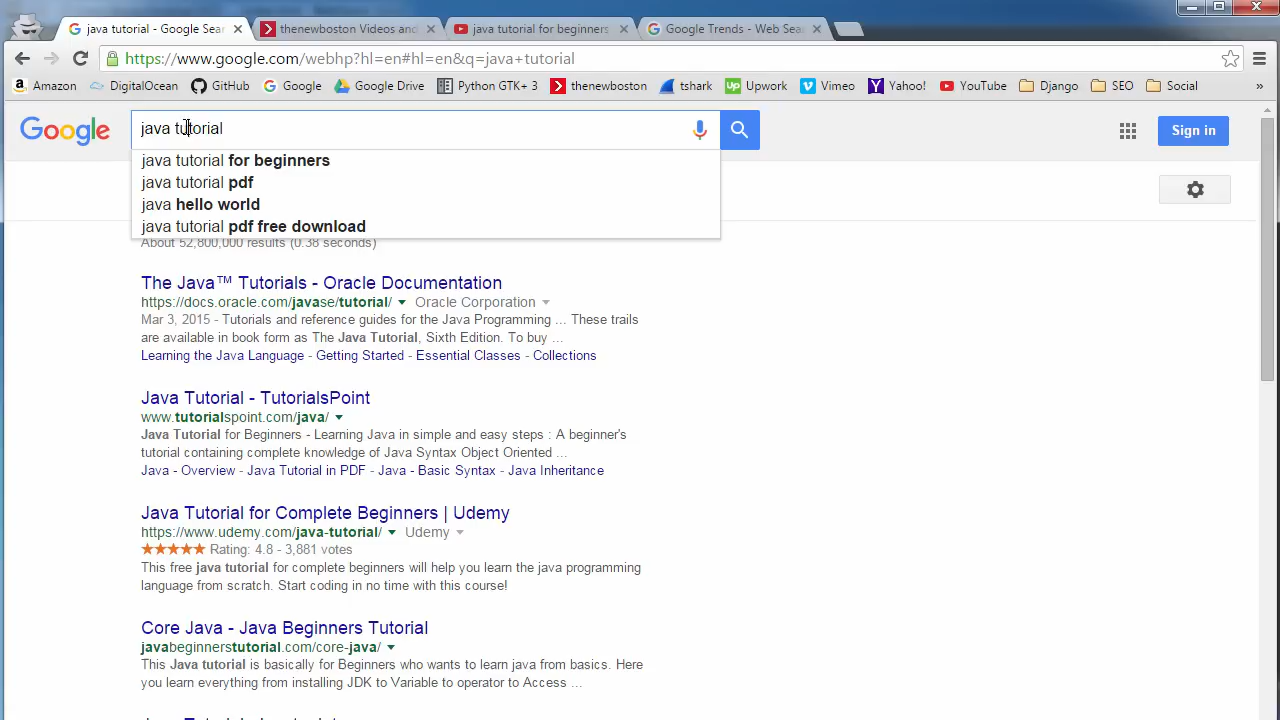 java tutorial - Google Sea
thenewboston Videos and
java tutorial for beginners
Google Trends - Web Sea
https://www.google.com/webhp?hl=en#hl=en&q=java+tutorial
Amazon DigitalOcean GitHub Google Google Drive Python GTK+ 3 thenewboston tshark Upwork Vimeo Yahoo! YouTube Django SEO Social »
Google
java tutorial
Sign in
java tutorial for beginners
java tutorial pdf
java hello world
java tutorial pdf free download
About 52,800,000 results (0.38 seconds)
The Java™ Tutorials - Oracle Documentation
https://docs.oracle.com/javase/tutorial/ Oracle Corporation
Mar 3, 2015 - Tutorials and reference guides for the Java Programming ... These trails
are available in book form as The Java Tutorial, Sixth Edition. To buy ...
Learning the Java Language - Getting Started - Essential Classes - Collections
Java Tutorial - TutorialsPoint
www.tutorialspoint.com/java/
Java Tutorial for Beginners - Learning Java in simple and easy steps : A beginner's
tutorial containing complete knowledge of Java Syntax Object Oriented ...
Java - Overview - Java Tutorial in PDF - Java - Basic Syntax - Java Inheritance
Java Tutorial for Complete Beginners | Udemy
https://www.udemy.com/java-tutorial/ Udemy
Rating: 4.8 - 3,881 votes
This free java tutorial for complete beginners will help you learn the java programming
language from scratch. Start coding in no time with this course!
Core Java - Java Beginners Tutorial
javabeginnerstutorial.com/core-java/
This Java tutorial is basically for Beginners who wants to learn java from basics. Here
you learn everything from installing JDK to Variable to operator to Access ...